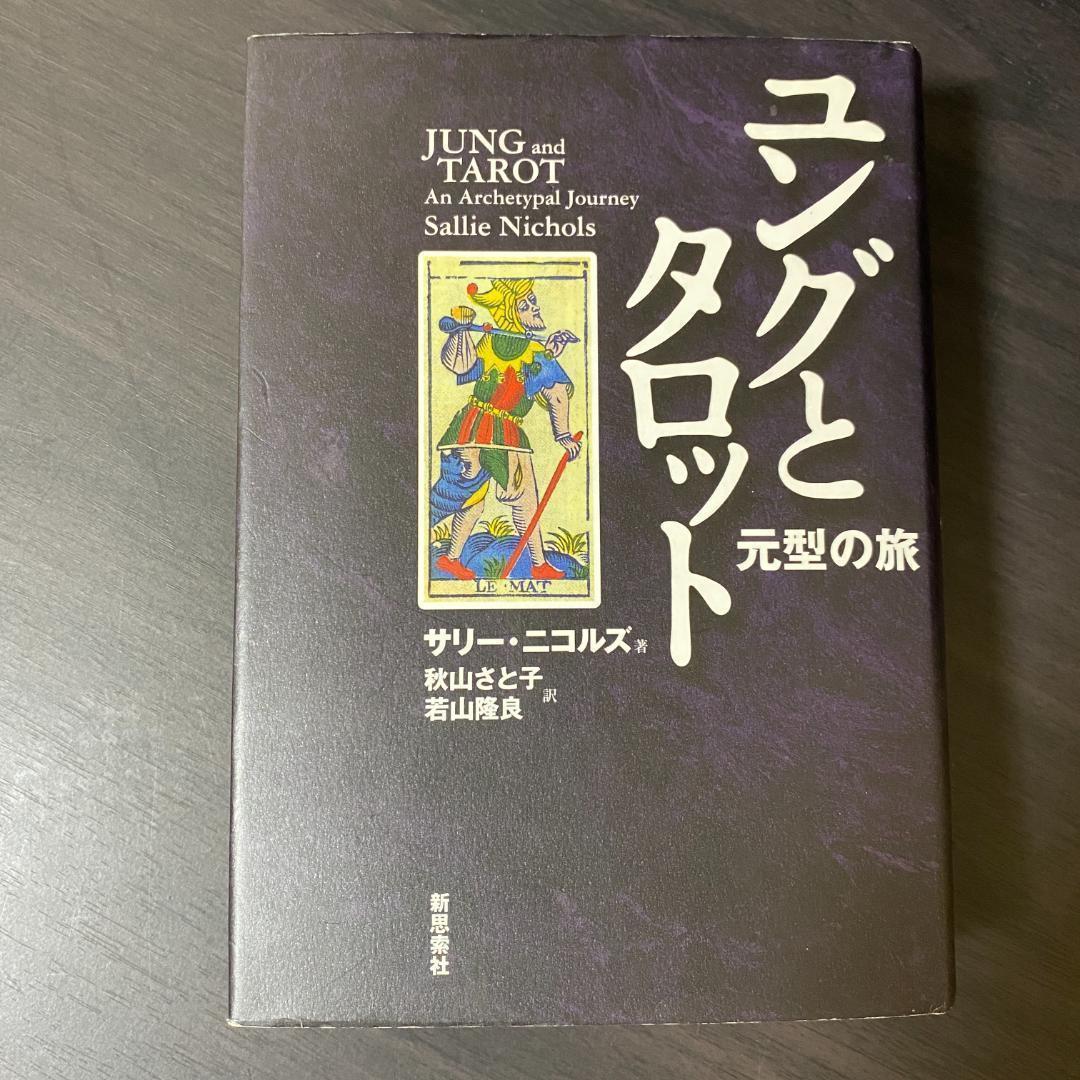 ユングと
タロット
元型の旅
JUNG and
TAROT
An Archetypal Journey
Sallie Nichols
LE·MAT
サリー・ニコルズ 著
秋山さと子
若山隆良
訳
新思索社